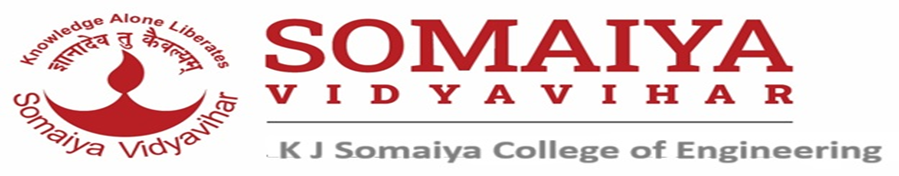 Knowledge Alone Liberates
ज्ञानादेव तु कैवल्यम्
Somaiya Vidyavihar
SOMAIYA
VIDYAVIHAR
K J Somaiya College of Engineering